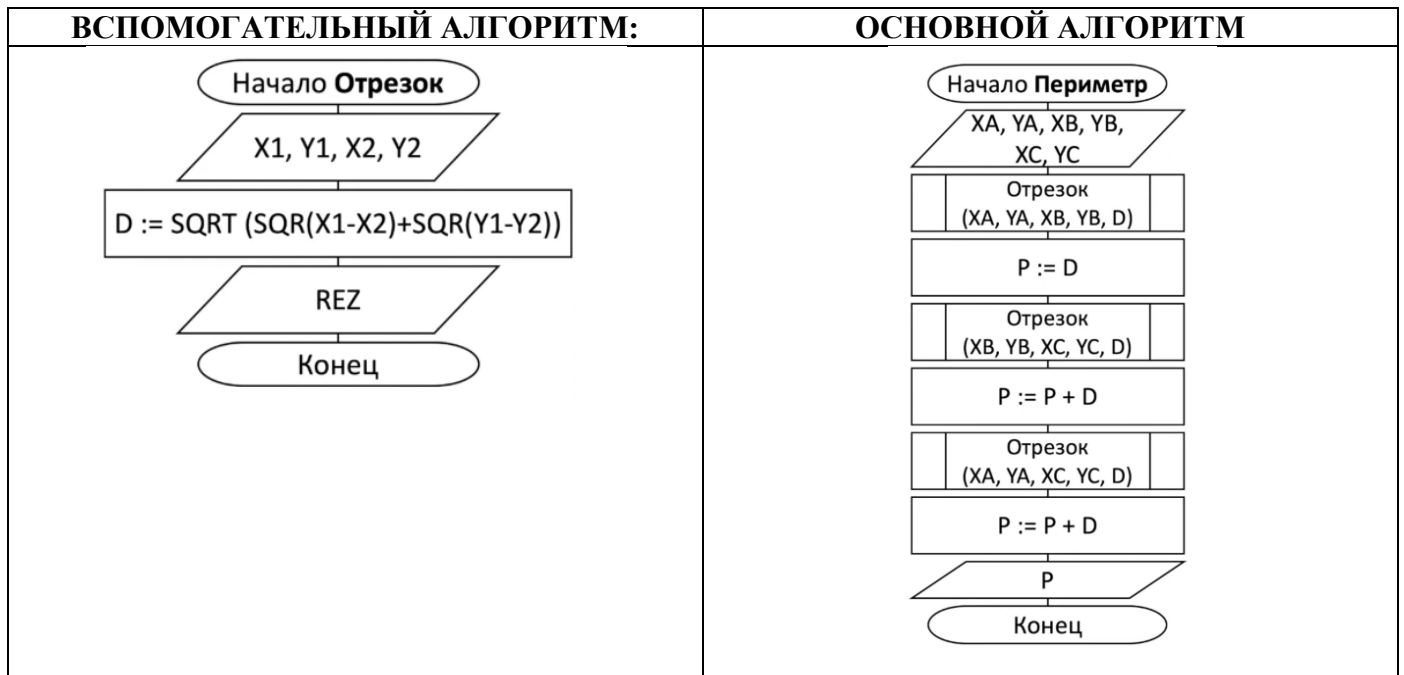 ВСПОМОГАТЕЛЬНЫЙ АЛГОРИТМ:
Начало Отрезок
X1, Y1, X2, Y2
D := SQRT (SQR(X1-X2)+SQR(Y1-Y2))
REZ
Конец
ОСНОВНОЙ АЛГОРИТМ
Начало Периметр
XA, YA, XB, YB,
XC, YC
Отрезок
(XA, YA, XB, YB, D)
P := D
Отрезок
(XB, YB, XC, YC, D)
P := P + D
Отрезок
(XA, YA, XC, YC, D)
P := P + D
P
Конец